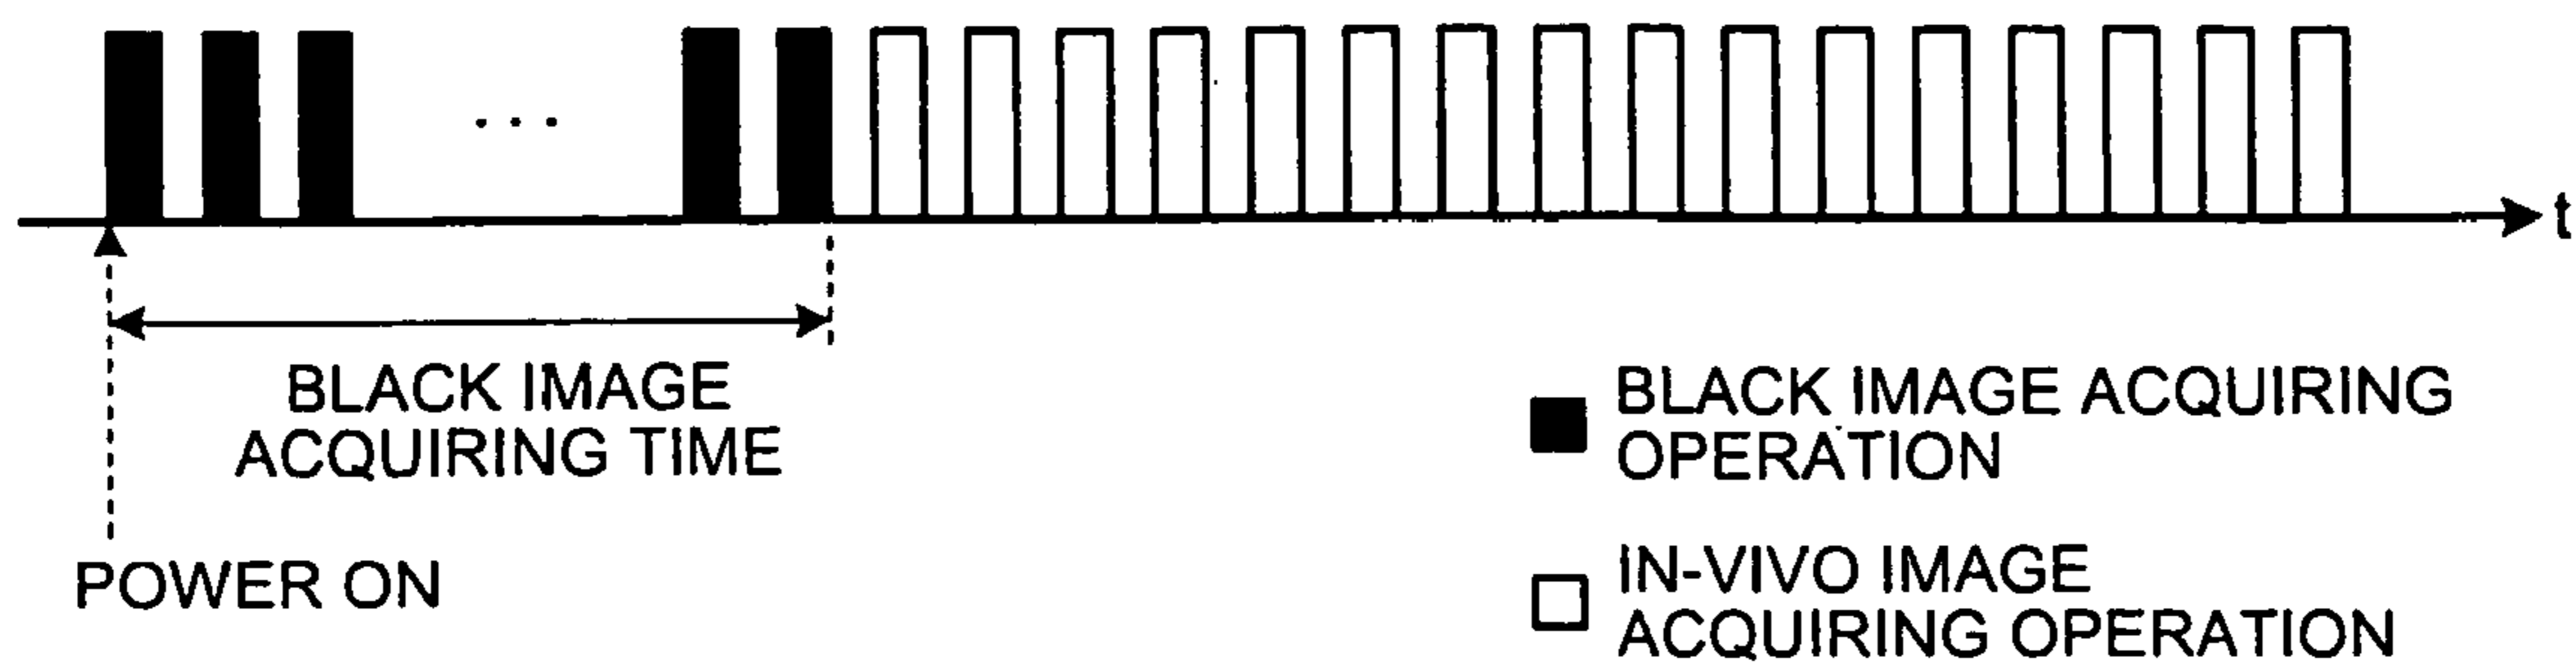 . . .
t
BLACK IMAGE
ACQUIRING TIME
POWER ON
BLACK IMAGE ACQUIRING
OPERATION
IN-VIVO IMAGE
ACQUIRING OPERATION